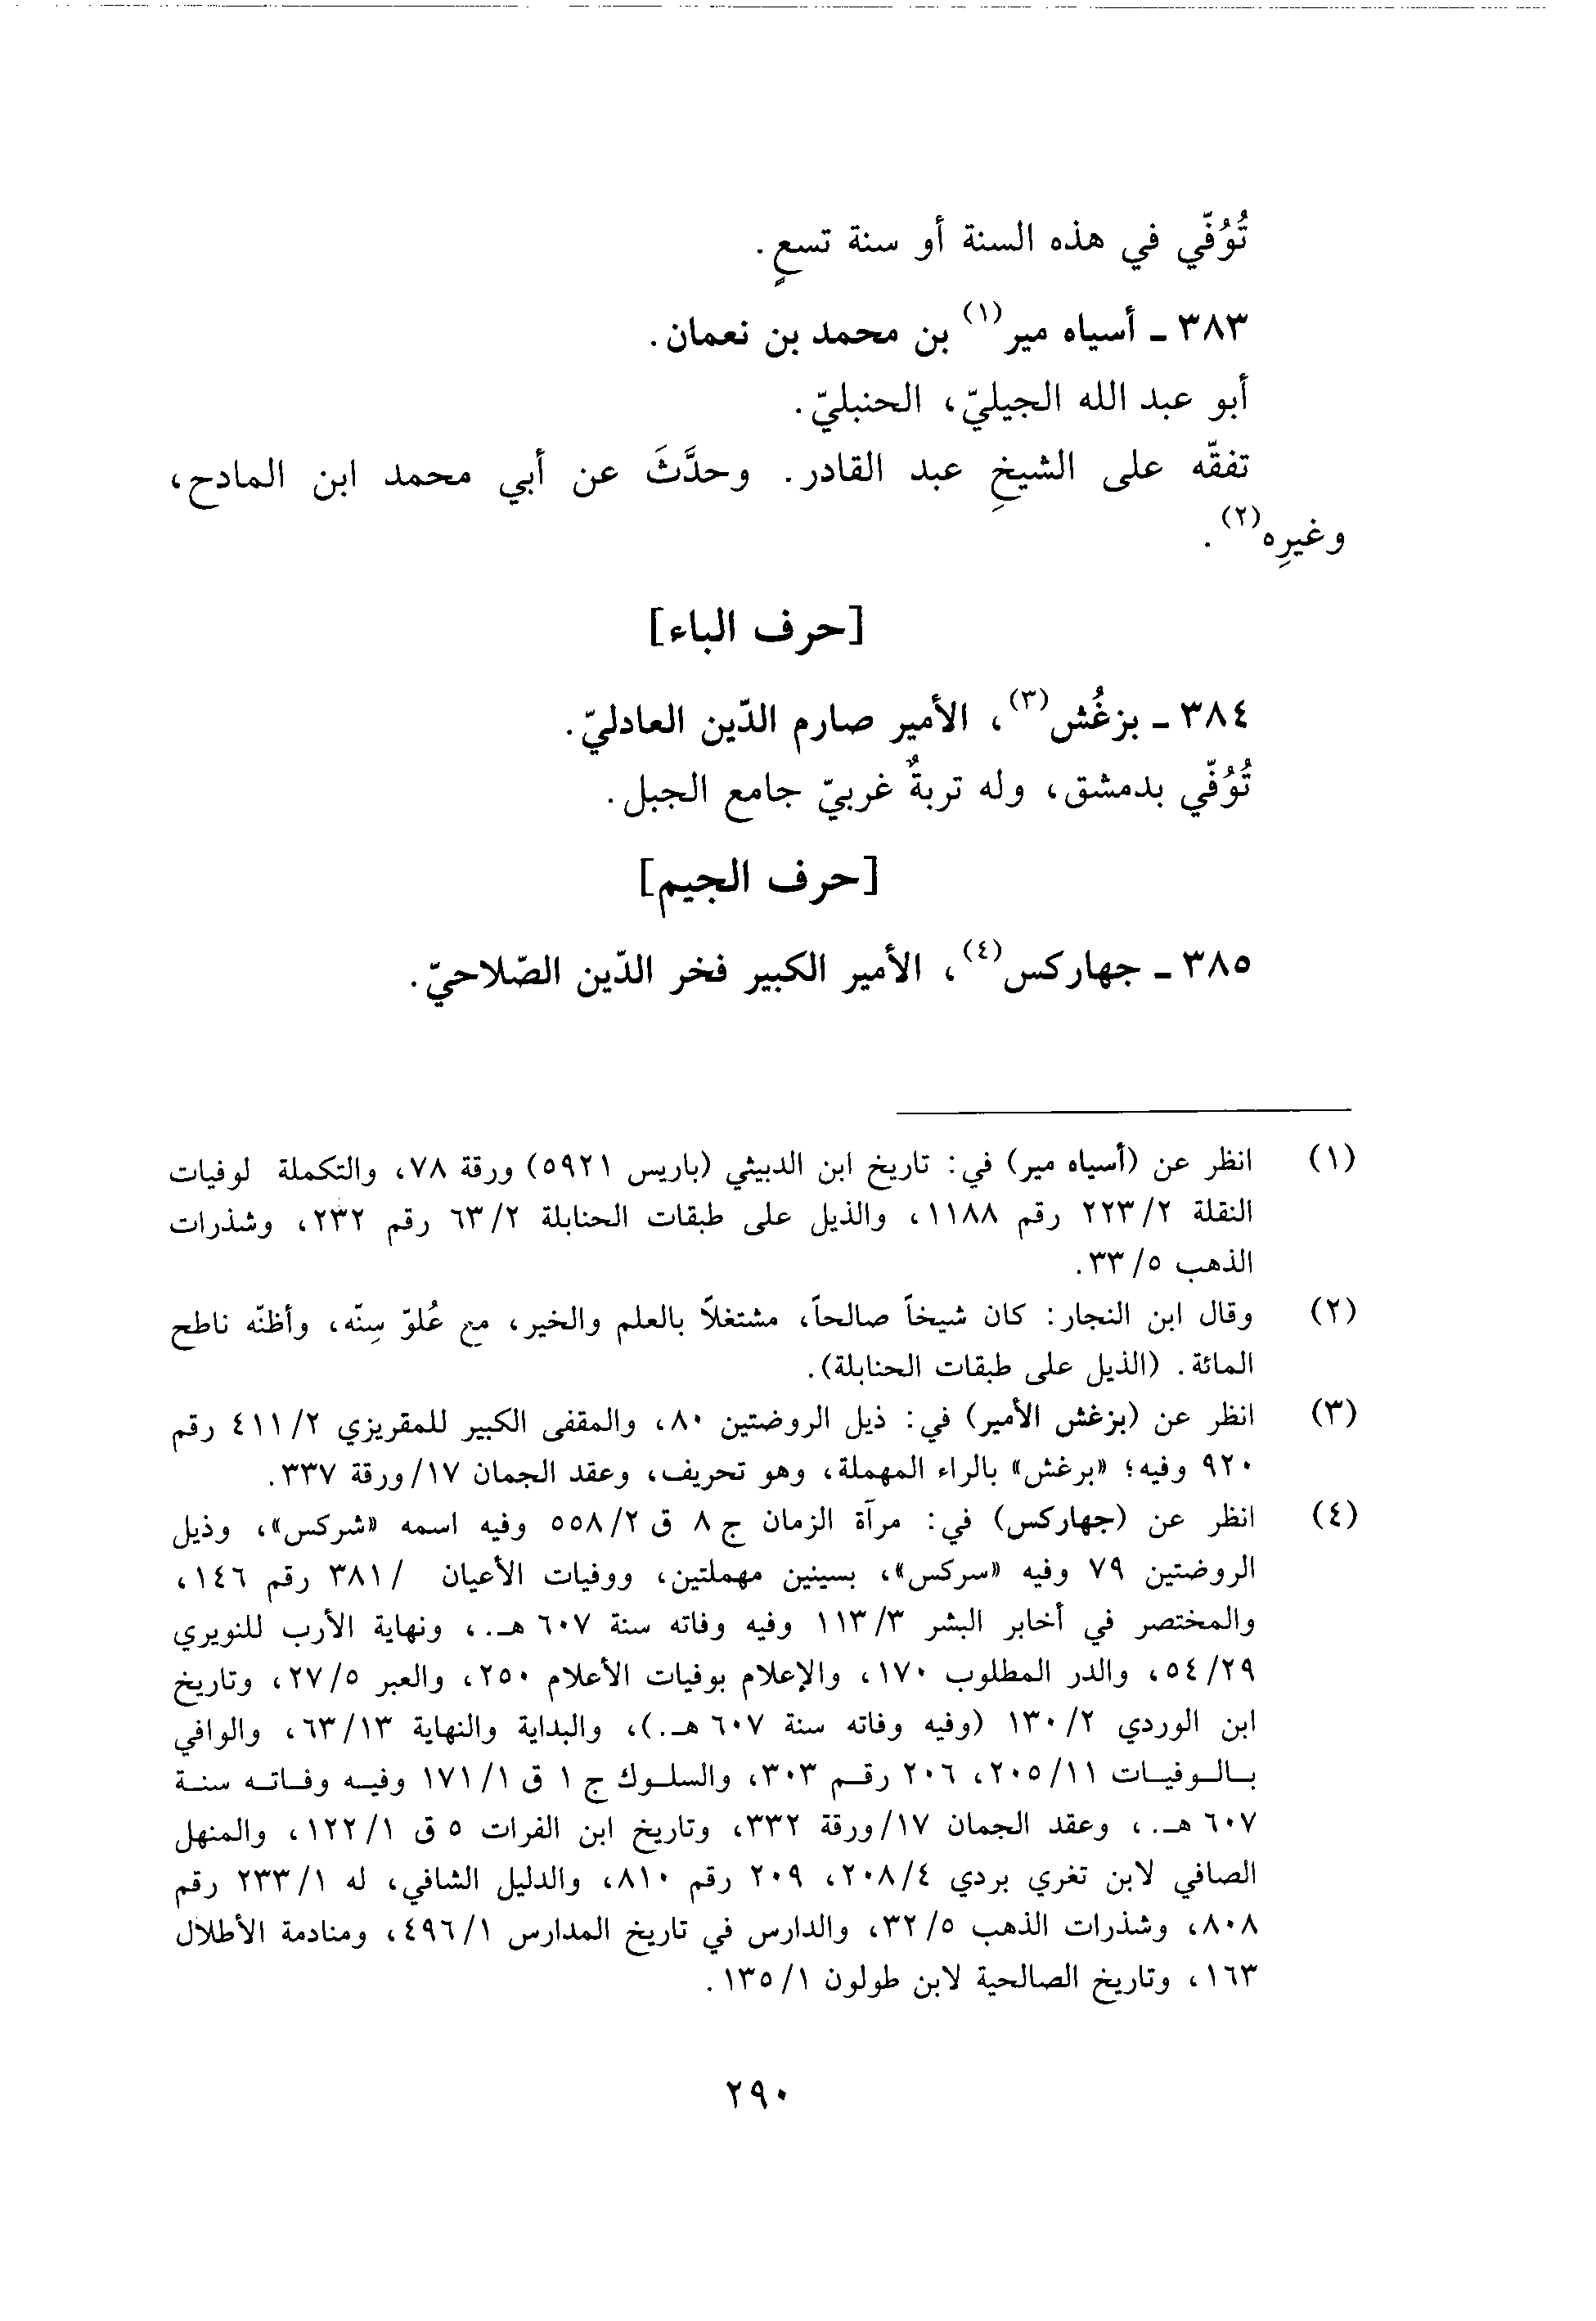 تُوُفّي في هذه السنة أو سنة تسعٍ.
٣٨٣ ـ أسياه مير(١) بن محمد بن نعمان.
أبو عبد الله الجيليّ، الحنبليّ.
تفقّه على الشيخِ عبد القادر. وحدَّثَ عن أبي محمد ابن المادح،
وغيرِه(٢).
[حرف الباء]
٣٨٤ ـ بزغُش(٣)، الأمير صارم الدّين العادليّ.
تُوُفّي بدمشق، وله تربةٌ غربيّ جامع الجبل.
[حرف الجيم]
٣٨٥ ـ جهاركس(٤)، الأمير الكبير فخر الدّين الصّلاحيّ.
(١) انظر عن (أسياه مير) في: تاريخ ابن الدبيثي (باريس ٥٩٢١) ورقة ٧٨، والتكملة لوفيات
النقلة ٢/ ٢٢٣ رقم ١١٨٨، والذيل على طبقات الحنابلة ٢/ ٦٣ رقم ٢٣٢، وشذرات
الذهب ٥/ ٣٣.
(٢) وقال ابن النجار: كان شيخاً صالحاً، مشتغلاً بالعلم والخير، مع عُلوّ سِنّه، وأظنّه ناطح
المائة. (الذيل على طبقات الحنابلة).
(٣) انظر عن (بزغش الأمير) في: ذيل الروضتين ٨٠، والمقفى الكبير للمقريزي ٢/ ٤١١ رقم
٩٢٠ وفيه؛ «برغش» بالراء المهملة، وهو تحريف، وعقد الجمان ١٧/ ورقة ٣٣٧.
(٤) انظر عن (جهاركس) في: مرآة الزمان ج ٨ ق ٢/ ٥٥٨ وفيه اسمه «شركس»، وذيل
الروضتين ٧٩ وفيه «سركس»، بسينين مهملتين، ووفيات الأعيان / ٣٨١ رقم ١٤٦،
والمختصر في أخابر البشر ٣/ ١١٣ وفيه وفاته سنة ٦٠٧ هـ.، ونهاية الأرب للنويري
٢٩/ ٥٤، والدر المطلوب ١٧٠، والإعلام بوفيات الأعلام ٢٥٠، والعبر ٥/ ٢٧، وتاريخ
ابن الوردي ٢/ ١٣٠ (وفيه وفاته سنة ٦٠٧ هـ.)، والبداية والنهاية ١٣/ ٦٣، والوافي
بالوفيات ١١/ ٢٠٥، ٢٠٦ رقم ٣٠٣، والسلوك ج ١ ق ١/ ١٧١ وفيه وفاته سنة
٦٠٧ هـ.، وعقد الجمان ١٧/ ورقة ٣٣٢، وتاريخ ابن الفرات ٥ ق ١/ ١٢٢، والمنهل
الصافي لابن تغري بردي ٤/ ٢٠٨، ٢٠٩ رقم ٨١٠، والدليل الشافي، له ١/ ٢٣٣ رقم
٨٠٨، وشذرات الذهب ٥/ ٣٢، والدارس في تاريخ المدارس ١/ ٤٩٦، ومنادمة الأطلال
١٦٣، وتاريخ الصالحية لابن طولون ١/ ١٣٥.
٢٩٠